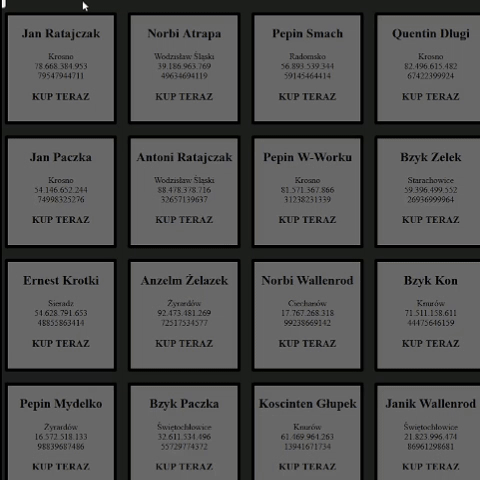 Jan Ratajczak
Krosno
78.668.384.953
79547944711
KUP TERAZ
Norbi Atrapa
Wodzisław Śląski
39.186.963.769
49634694119
KUP TERAZ
Pepin Smach
Radomsko
56.893.539.344
59145464414
KUP TERAZ
Quentin Długi
Krosno
82.496.615.482
67422399924
KUP TERAZ
Jan Paczka
Krosno
54.146.652.244
74998325276
KUP TERAZ
Antoni Ratajczak
Wodzisław Śląski
88.478.378.716
32657139637
KUP TERAZ
Pepin W-Worku
Krosno
81.571.367.866
31238231339
KUP TERAZ
Bzyk Zelek
Starachowice
59.396.499.552
26936999964
KUP TERAZ
Ernest Krotki
Sieradz
54.628.791.653
48855863414
KUP TERAZ
Anzelm Żelazek
Żyrardów
92.473.481.269
72517534577
KUP TERAZ
Norbi Wallenrod
Ciechanów
17.767.268.318
99238669142
KUP TERAZ
Bzyk Kon
Knurów
71.511.158.611
44475646159
KUP TERAZ
Pepin Mydełko
Żyrardów
16.572.518.133
98839687486
KUP TERAZ
Bzyk Paczka
Świętochłowice
32.611.534.496
55729774372
KUP TERAZ
Koscinten Głupek
Knurów
61.469.964.263
13941671734
KUP TERAZ
Janik Wallenrod
Świętochłowice
21.823.996.474
86961298681
KUP TERAZ